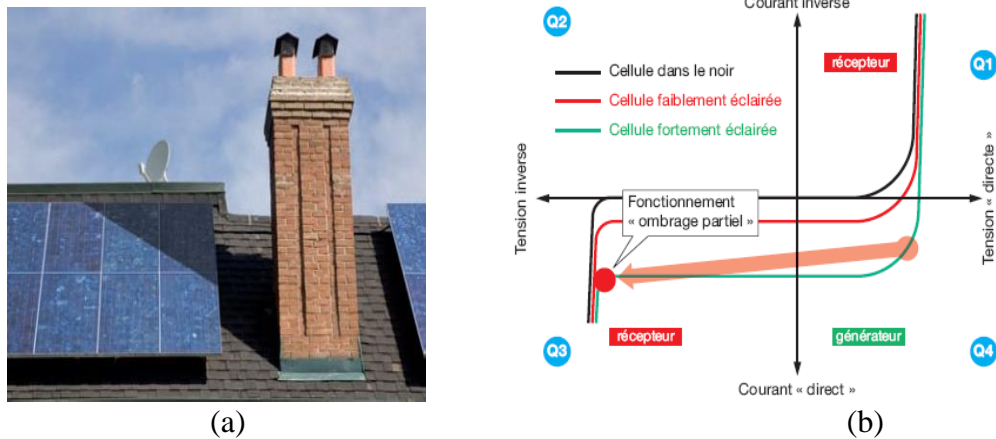 Courant inverse
Q2
récepteur
Q1
Cellule dans le noir
Cellule faiblement éclairée
Cellule fortement éclairée
Tension inverse
Tension « directe »
Fonctionnement
« ombrage partiel »
Q3
récepteur
générateur
Q4
Courant « direct »
(a)
(b)